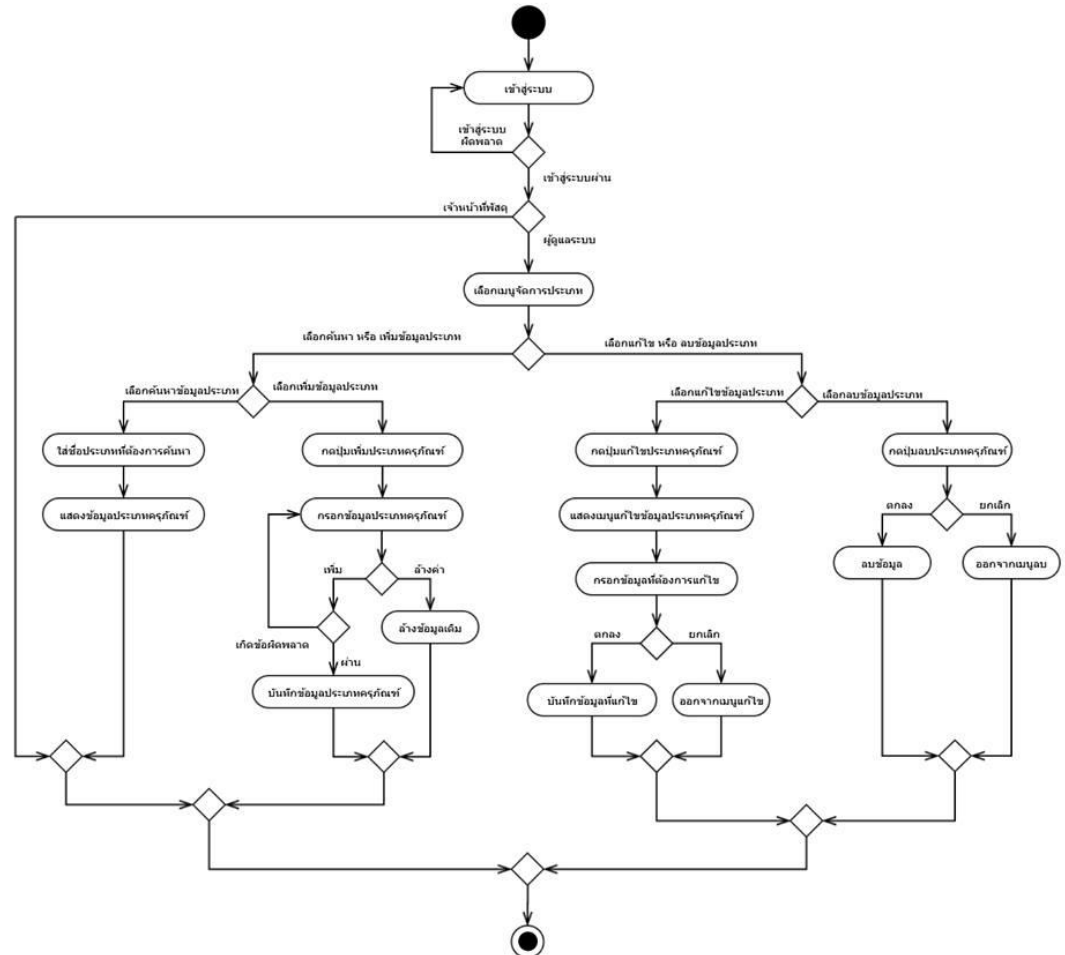 เข้าสู่ระบบ
เข้าสู่ระบบ
ผิดพลาด
เข้าสู่ระบบผ่าน
เจ้าหน้าที่พัสดุ
ผู้ดูแลระบบ
เลือกเมนูจัดการประเภท
เลือกค้นหา หรือ เพิ่มข้อมูลประเภท
เลือกแก้ไข หรือ ลบข้อมูลประเภท
เลือกค้นหาข้อมูลประเภท
เลือกเพิ่มข้อมูลประเภท
เลือกแก้ไขข้อมูลประเภท
เลือกลบข้อมูลประเภท
ใส่ชื่อประเภทที่ต้องการค้นหา
กดปุ่มเพิ่มประเภทครุภัณฑ์
กดปุ่มแก้ไขประเภทครุภัณฑ์
กดปุ่มลบประเภทครุภัณฑ์
แสดงข้อมูลประเภทครุภัณฑ์
กรอกข้อมูลประเภทครุภัณฑ์
แสดงเมนูแก้ไขข้อมูลประเภทครุภัณฑ์
ตกลง
ยกเลิก
เพิ่ม
ล้างค่า
กรอกข้อมูลที่ต้องการแก้ไข
ลบข้อมูล
ออกจากเมนูลบ
เกิดข้อผิดพลาด
ล้างข้อมูลเดิม
ตกลง
ยกเลิก
ผ่าน
บันทึกข้อมูลประเภทครุภัณฑ์
บันทึกข้อมูลที่แก้ไข
ออกจากเมนูแก้ไข